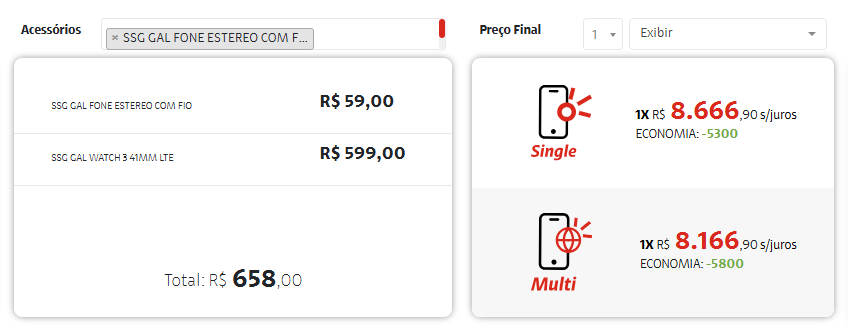 Acessórios
× SSG GAL FONE ESTEREO COM F...
SSG GAL FONE ESTEREO COM FIO R$ 59,00
SSG GAL WATCH 3 41MM LTE R$ 599,00
Total: R$ 658,00
Preço Final 1 Exibir
Single
1X R$ 8.666,90 s/juros
ECONOMIA: -5300
Multi
1X R$ 8.166,90 s/juros
ECONOMIA: -5800